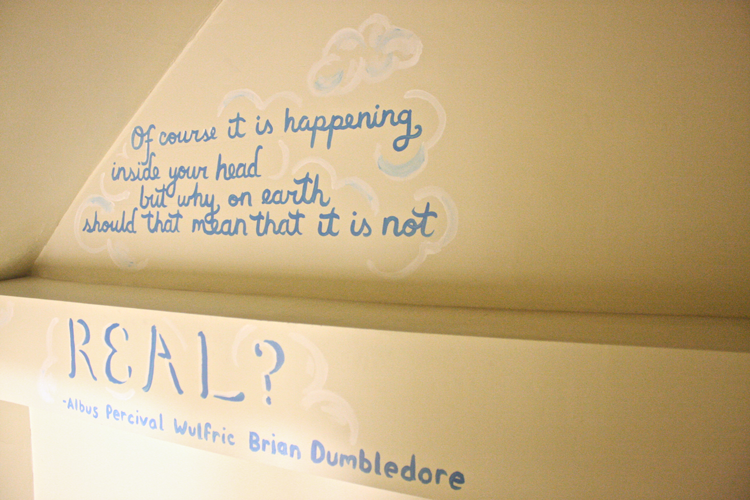 Of course it is happening,
inside your head
but why, on earth
should that mean that it is not
REAL?
-Albus Percival Wulfric Brian Dumbledore